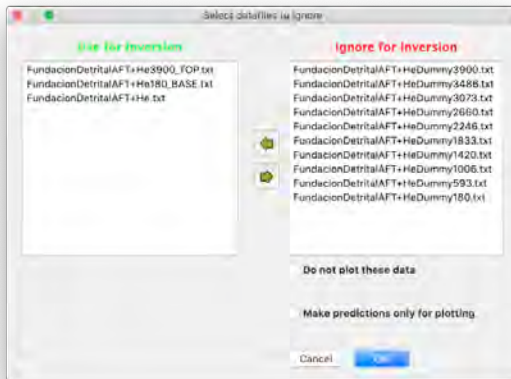 Select datafiles to ignore
Use for Inversion
FundacionDetritalAFT+He3900_TOP.txt
FundacionDetritalAFT+He180_BASE.txt
FundacionDetritalAFT+He.txt
Ignore for Inversion
FundacionDetritalAFT+HeDummy3900.txt
FundacionDetritalAFT+HeDummy3486.txt
FundacionDetritalAFT+HeDummy3073.txt
FundacionDetritalAFT+HeDummy2660.txt
FundacionDetritalAFT+HeDummy2246.txt
FundacionDetritalAFT+HeDummy1833.txt
FundacionDetritalAFT+HeDummy1420.txt
FundacionDetritalAFT+HeDummy1006.txt
FundacionDetritalAFT+HeDummy593.txt
FundacionDetritalAFT+HeDummy180.txt
Do not plot these data
Make predictions only for plotting
Cancel
OK